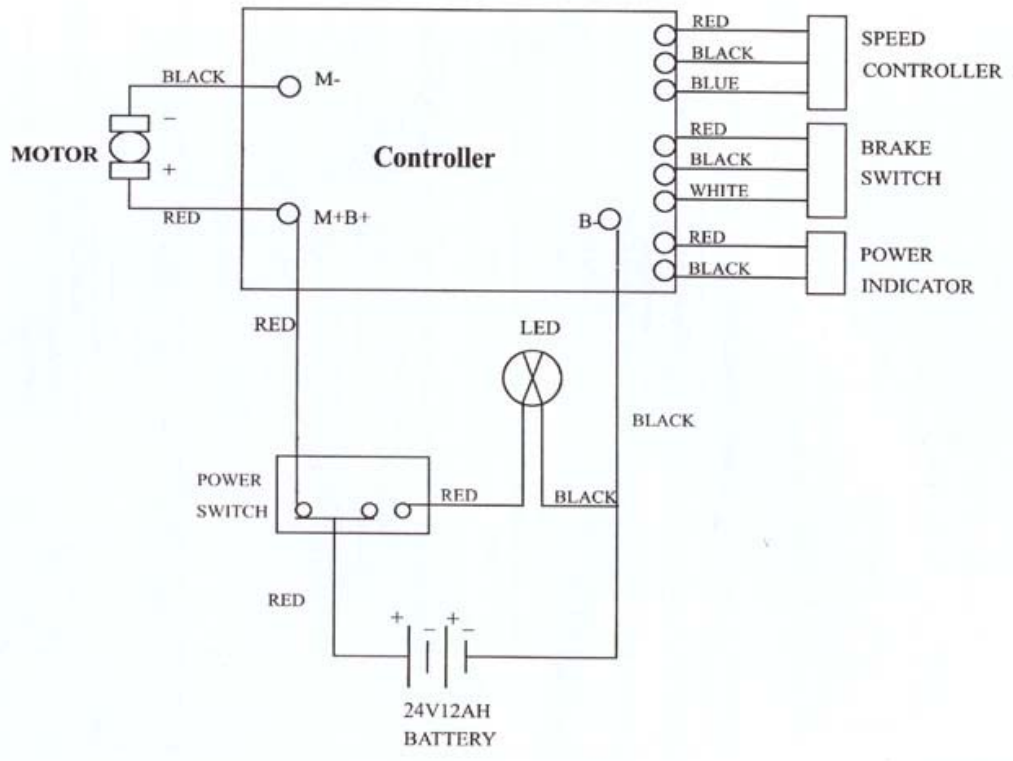 RED
SPEED
BLACK
CONTROLLER
BLUE
BLACK
M-
−
MOTOR
+
RED
M+B+
Controller
RED
BRAKE
BLACK
SWITCH
WHITE
B-
RED
POWER
BLACK
INDICATOR
RED
LED
BLACK
POWER
SWITCH
RED
BLACK
RED
+ − + −
24V12AH
BATTERY